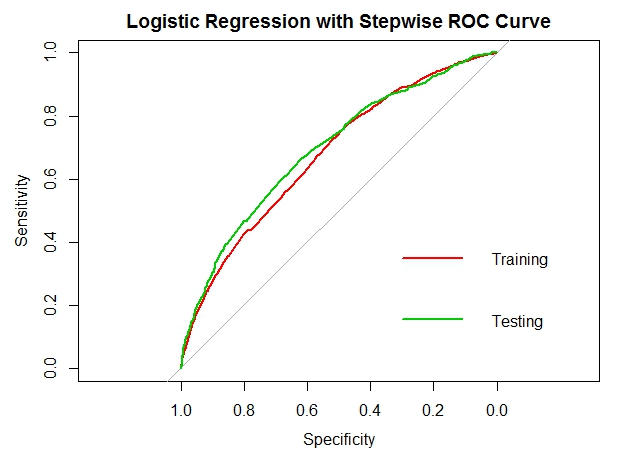 Logistic Regression with Stepwise ROC Curve
1.0
0.8
0.6
0.4
0.2
0.0
Sensitivity
Training
Testing
1.0 0.8 0.6 0.4 0.2 0.0
Specificity